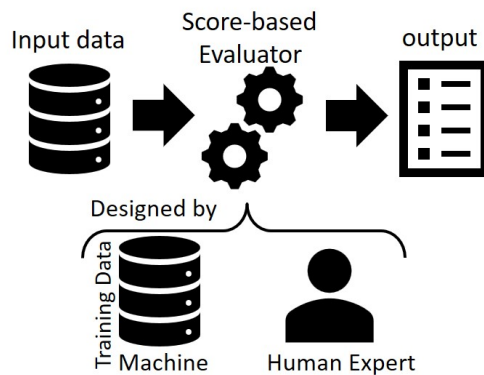 Input data
Score-based
Evaluator
output
Designed by
Training Data
Machine
Human Expert